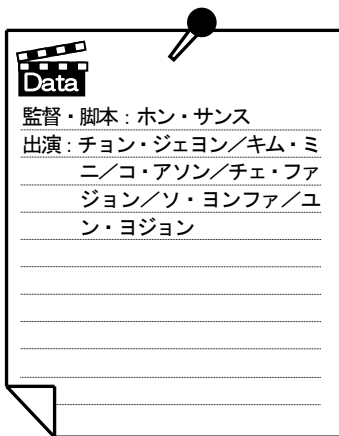 Data
監督・脚本：ホン・サンス
出演：チョン・ジェヨン／キム・ミ
ニ／コ・アソン／チェ・ファ
ジョン／ソ・ヨンファ／ユ
ン・ヨジョン